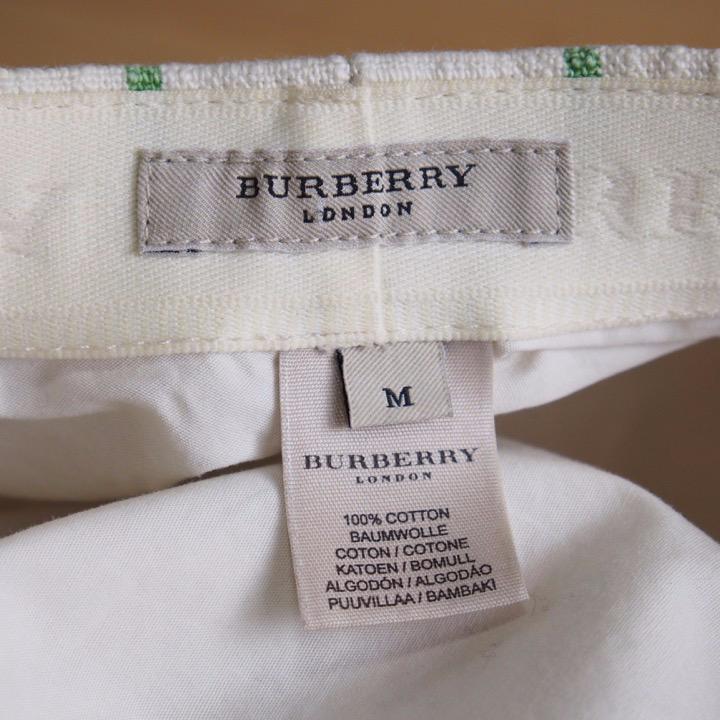 BURBERRY
LONDON
M
BURBERRY
LONDON
100% COTTON
BAUMWOLLE
COTON / COTONE
KATOEN / BOMULL
ALGODÓN / ALGODÃO
PUUVILLAA / BAMBAKI